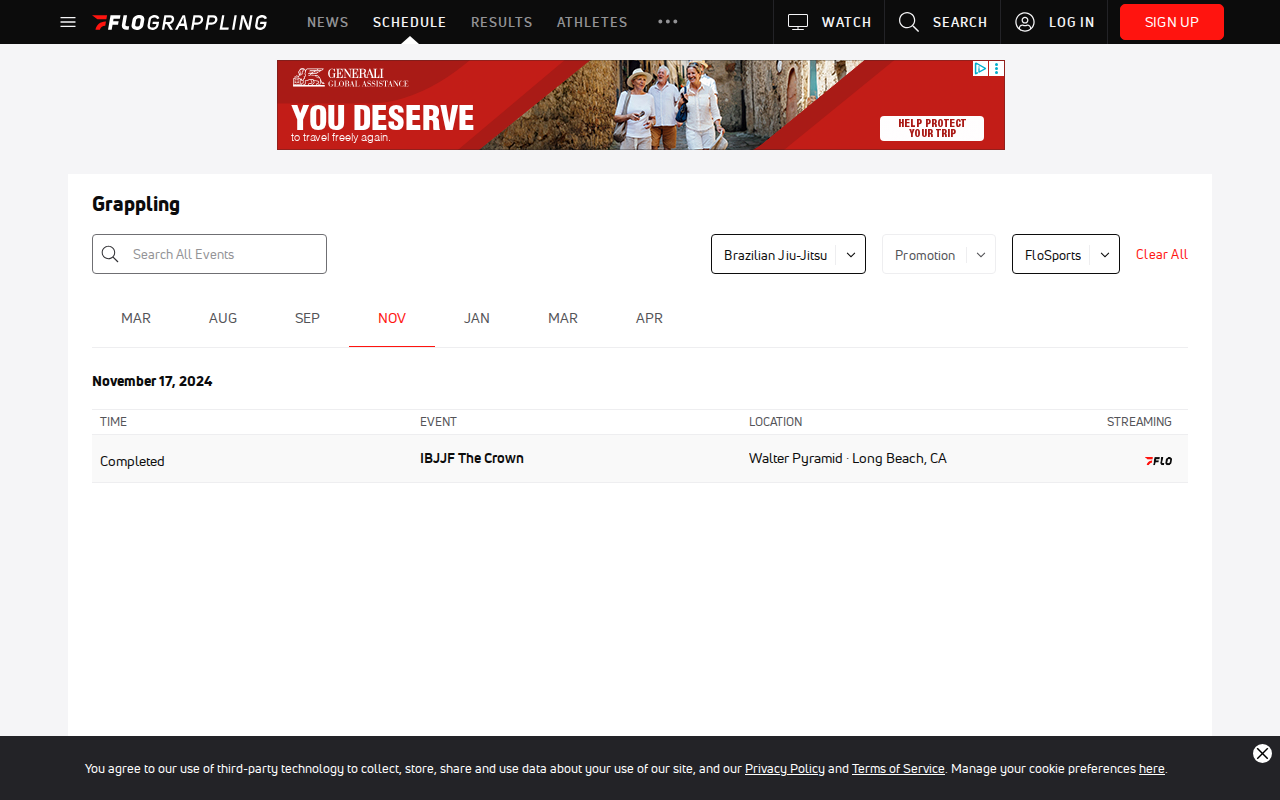 FLOGRAPPLING NEWS SCHEDULE RESULTS ATHLETES ••• WATCH SEARCH LOG IN SIGN UP
GENERALI
GLOBAL ASSISTANCE
YOU DESERVE
to travel freely again.
HELP PROTECT
YOUR TRIP
Grappling
Search All Events Brazilian Jiu-Jitsu Promotion FloSports Clear All
MAR AUG SEP NOV JAN MAR APR
November 17, 2024
TIME EVENT LOCATION STREAMING
Completed IBJJF The Crown Walter Pyramid · Long Beach, CA FLO
You agree to our use of third-party technology to collect, store, share and use data about your use of our site, and our Privacy Policy and Terms of Service. Manage your cookie preferences here.